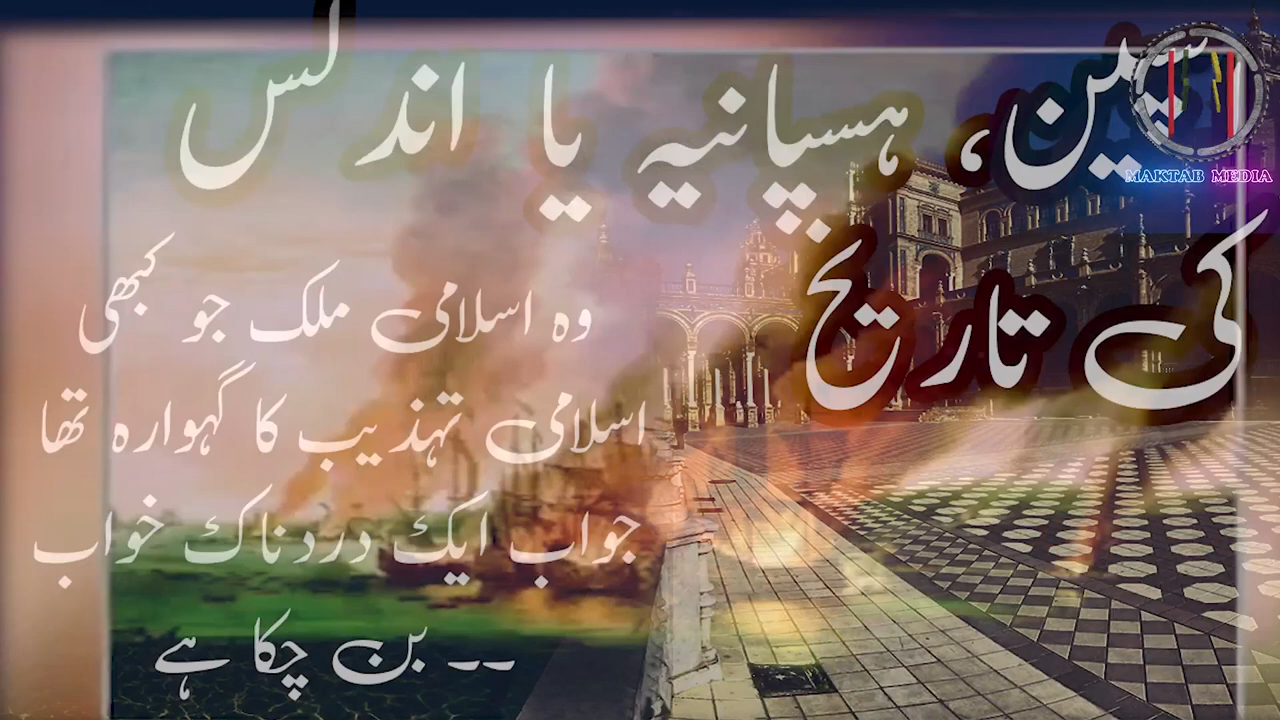 سپین، ہسپانیہ یا اندلس
کی تاریخ
وہ اسلامی ملک جو کبھی
اسلامی تہذیب کا گہوارہ تھا
جواب ایک دردناک خواب
بن چکا ہے --
MAKTAB MEDIA